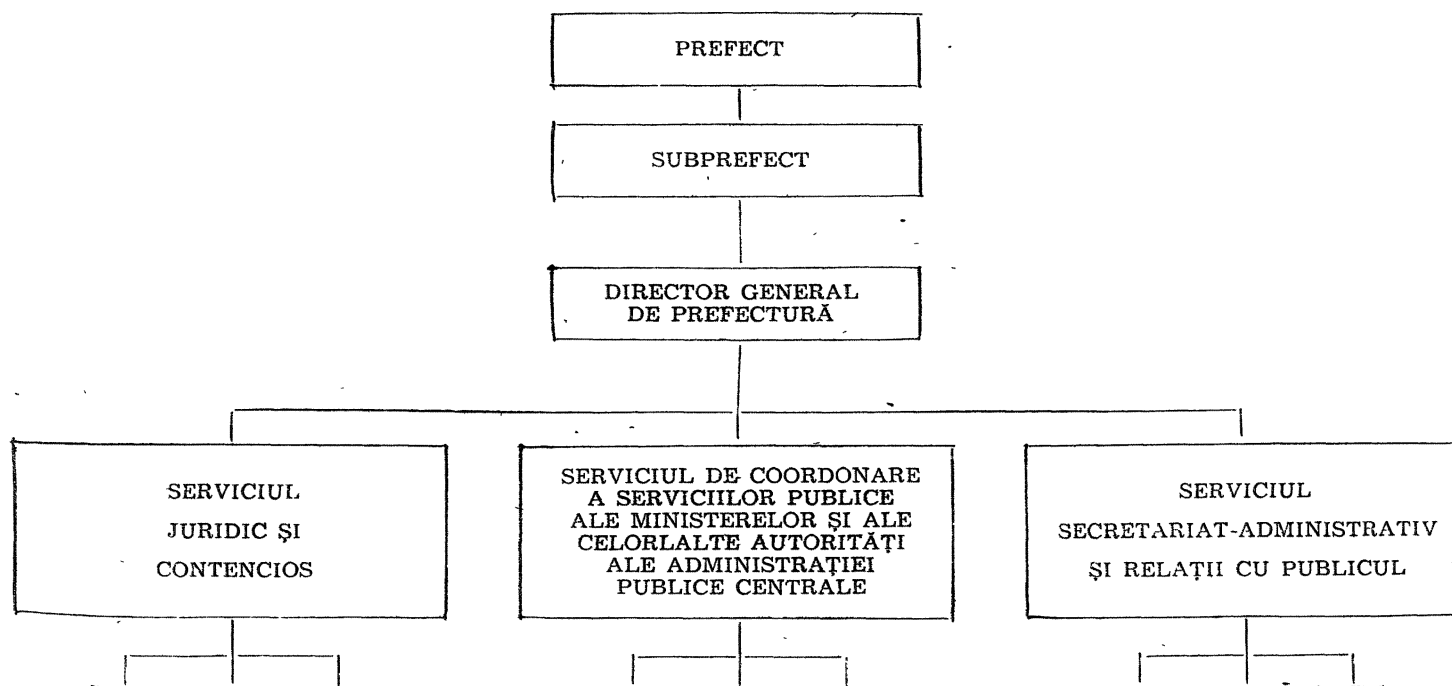 PREFECT
SUBPREFECT
DIRECTOR GENERAL
DE PREFECTURĂ
SERVICIUL
JURIDIC ŞI
CONTENCIOS
SERVICIUL DE COORDONARE
A SERVICIILOR PUBLICE
ALE MINISTERELOR ŞI ALE
CELORLALTE AUTORITĂŢI
ALE ADMINISTRAŢIEI
PUBLICE CENTRALE
SERVICIUL
SECRETARIAT-ADMINISTRATIV
ŞI RELAŢII CU PUBLICUL